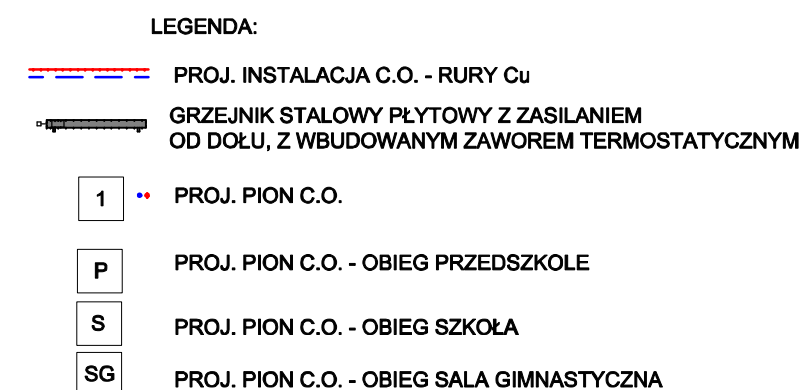 LEGENDA:
PROJ. INSTALACJA C.O. - RURY Cu
GRZEJNIK STALOWY PŁYTOWY Z ZASILANIEM
OD DOŁU, Z WBUDOWANYM ZAWOREM TERMOSTATYCZNYM
1 PROJ. PION C.O.
P PROJ. PION C.O. - OBIEG PRZEDSZKOLE
S PROJ. PION C.O. - OBIEG SZKOŁA
SG PROJ. PION C.O. - OBIEG SALA GIMNASTYCZNA